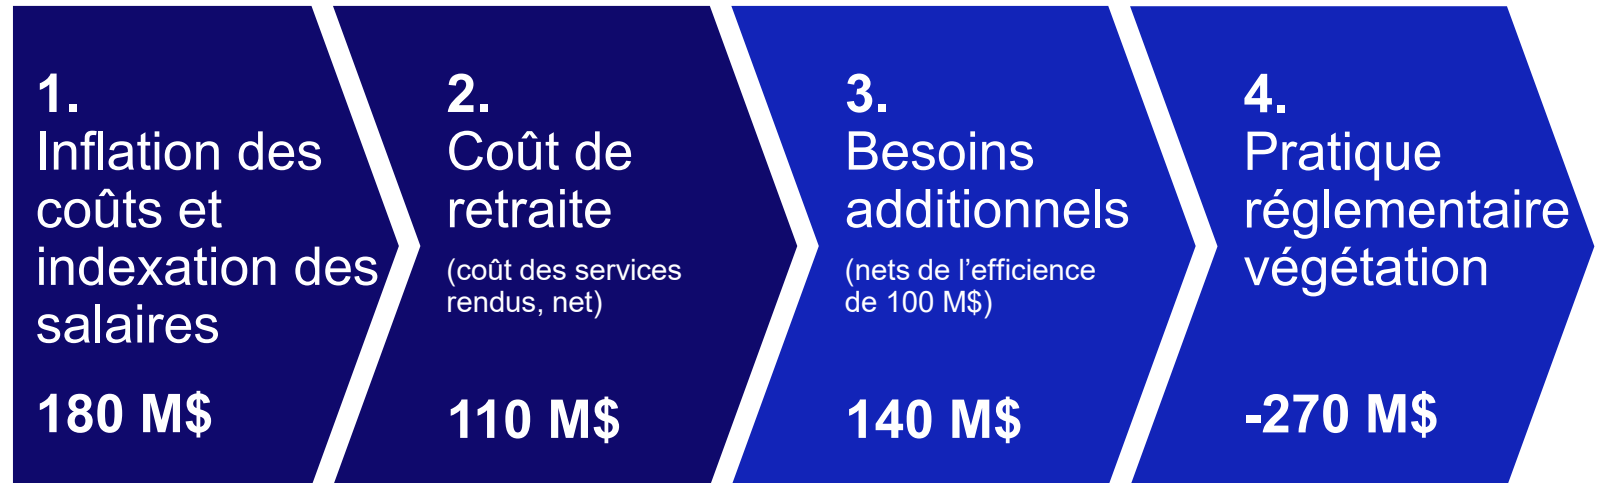 1.
Inflation des
coûts et
indexation des
salaires
180 M$
2.
Coût de
retraite
(coût des services
rendus, net)
110 M$
3.
Besoins
additionnels
(nets de l’efficience
de 100 M$)
140 M$
4.
Pratique
réglementaire
végétation
-270 M$